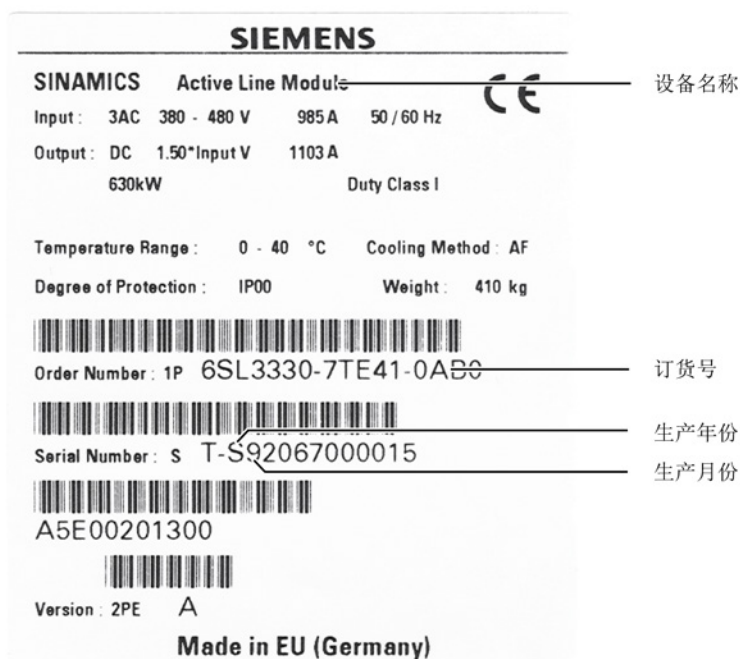 SIEMENS
SINAMICS Active Line Module
设备名称
Input : 3AC 380 - 480 V 985 A 50 / 60 Hz
Output : DC 1.50*Input V 1103 A
630kW Duty Class I
Temperature Range : 0 - 40 °C Cooling Method : AF
Degree of Protection : IP00 Weight : 410 kg
Order Number : 1P 6SL3330-7TE41-0AB0
订货号
生产年份
Serial Number : S T-S92067000015
生产月份
A5E00201300
Version : 2PE A
Made in EU (Germany)